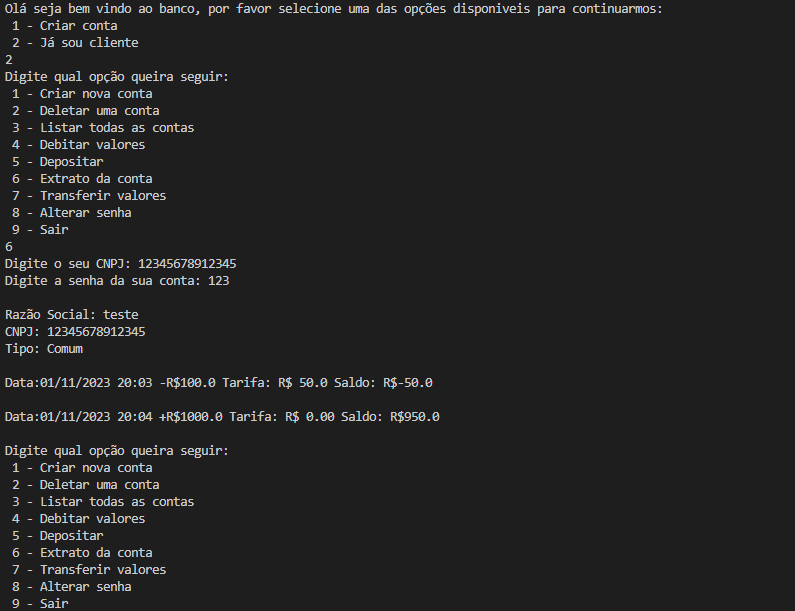 Olá seja bem vindo ao banco, por favor selecione uma das opções disponiveis para continuarmos:
1 - Criar conta
2 - Já sou cliente
2
Digite qual opção queira seguir:
1 - Criar nova conta
2 - Deletar uma conta
3 - Listar todas as contas
4 - Debitar valores
5 - Depositar
6 - Extrato da conta
7 - Transferir valores
8 - Alterar senha
9 - Sair
6
Digite o seu CNPJ: 12345678912345
Digite a senha da sua conta: 123
Razão Social: teste
CNPJ: 12345678912345
Tipo: Comum
Data:01/11/2023 20:03 -R$100.0 Tarifa: R$ 50.0 Saldo: R$-50.0
Data:01/11/2023 20:04 +R$1000.0 Tarifa: R$ 0.00 Saldo: R$950.0
Digite qual opção queira seguir:
1 - Criar nova conta
2 - Deletar uma conta
3 - Listar todas as contas
4 - Debitar valores
5 - Depositar
6 - Extrato da conta
7 - Transferir valores
8 - Alterar senha
9 - Sair